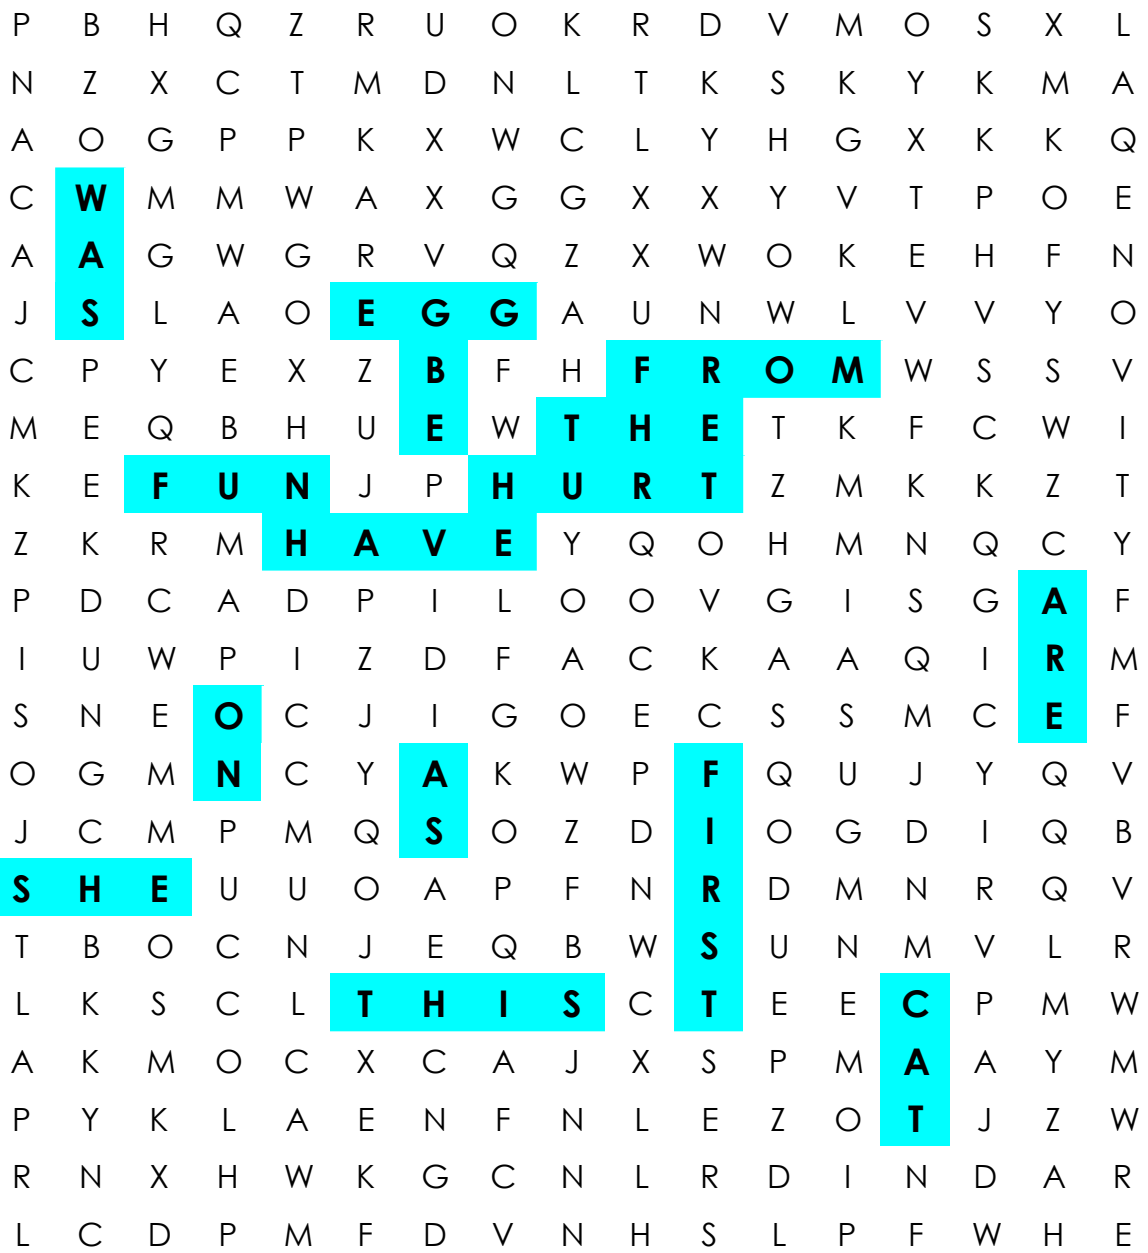 P B H Q Z R U O K R D V M O S X L
N Z X C T M D N L T K S K Y K M A
A O G P P K X W C L Y H G X K K Q
C W M M W A X G G X X Y V T P O E
A A G W G R V Q Z X W O K E H F N
J S L A O E G G A U N W L V V Y O
C P Y E X Z B F H F R O M W S S V
M E Q B H U E W T H E T K F C W I
K E F U N J P H U R T Z M K K Z T
Z K R M H A V E Y Q O H M N Q C Y
P D C A D P I L O O V G I S G A F
I U W P I Z D F A C K A A Q I R M
S N E O C J I G O E C S S M C E F
O G M N C Y A K W P F Q U J Y Q V
J C M P M Q S O Z D I O G D I Q B
S H E U U O A P F N R D M N R Q V
T B O C N J E Q B W S U N M V L R
L K S C L T H I S C T E E C P M W
A K M O C X C A J X S P M A A Y M
P Y K L A E N F N L E Z O T J Z W
R N X H W K G C N L R D I N D A R
L C D P M F D V N H S L P F W H E